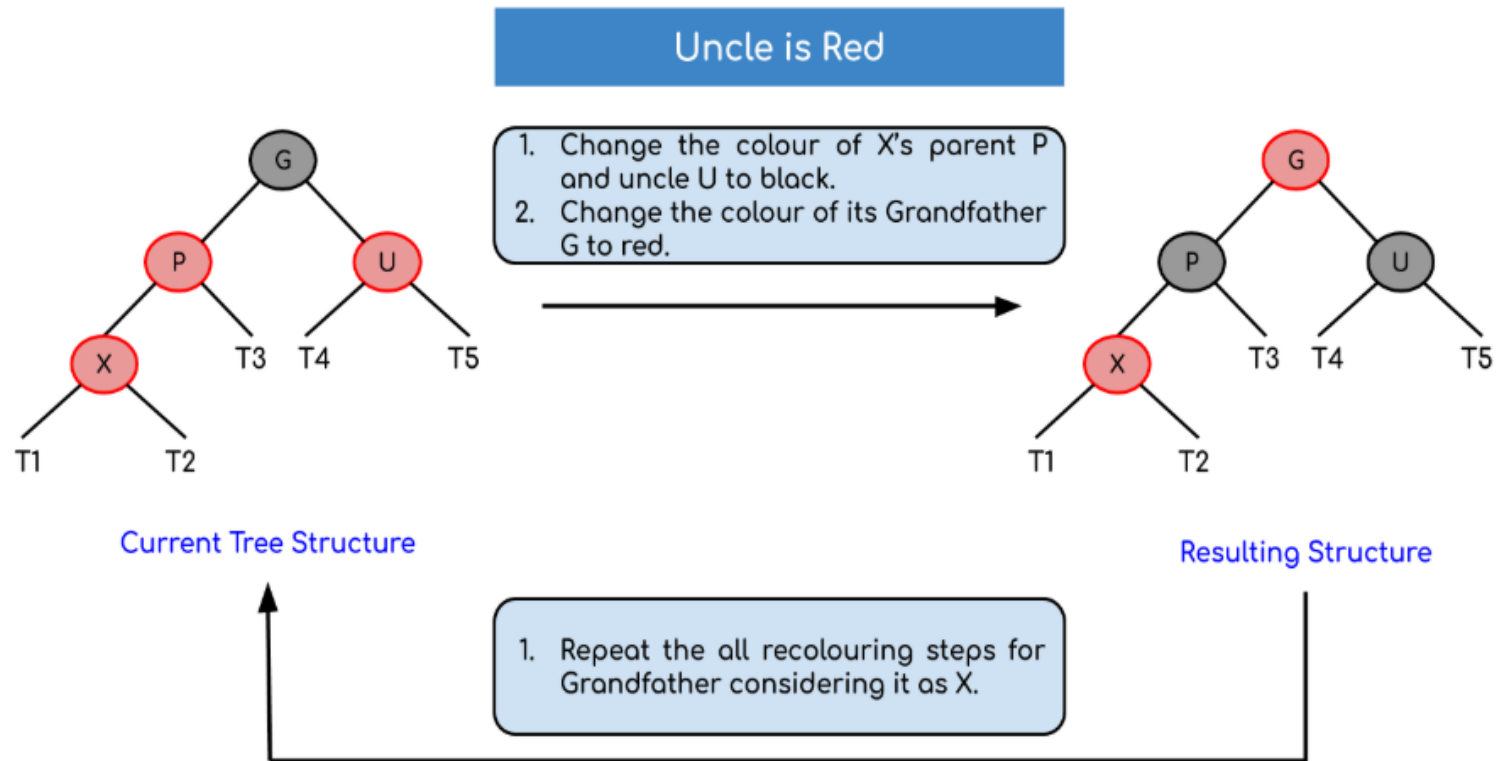 Uncle is Red
1. Change the colour of X's parent P
and uncle U to black.
2. Change the colour of its Grandfather
G to red.
G
P
U
X
T3
T4
T5
T1
T2
Current Tree Structure
G
P
U
X
T3
T4
T5
T1
T2
Resulting Structure
1. Repeat the all recolouring steps for
Grandfather considering it as X.